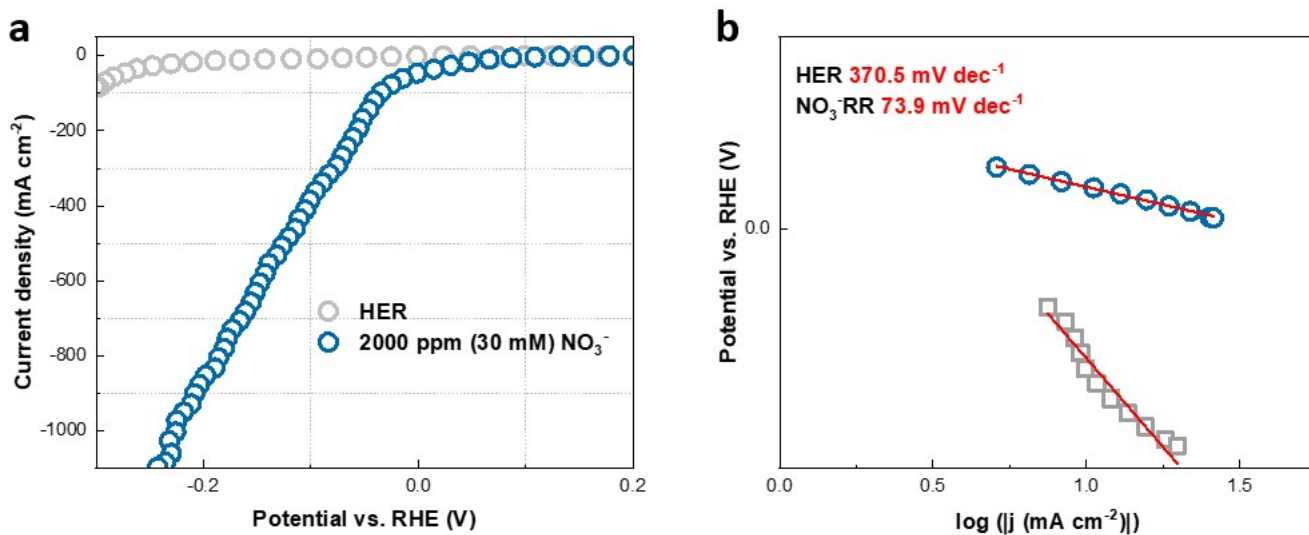 a
0
-200
-400
-600
-800
-1000
Current density (mA cm⁻²)
HER
2000 ppm (30 mM) NO₃⁻
-0.2
0.0
0.2
Potential vs. RHE (V)
b
HER 370.5 mV dec⁻¹
NO₃⁻RR 73.9 mV dec⁻¹
0.0
Potential vs. RHE (V)
0.0
0.5
1.0
1.5
log (|j (mA cm⁻²)|)